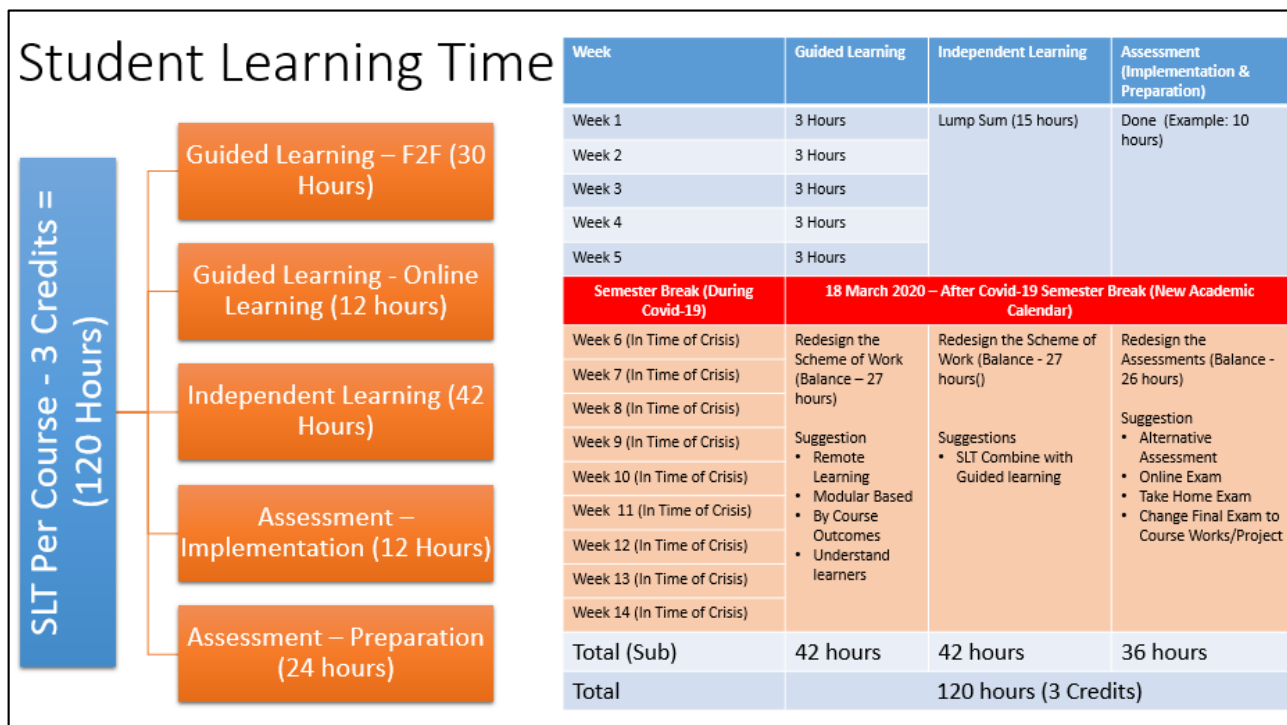 Student Learning Time
SLT Per Course - 3 Credits =
(120 Hours)
Guided Learning – F2F (30
Hours)
Guided Learning - Online
Learning (12 hours)
Independent Learning (42
Hours)
Assessment –
Implementation (12 Hours)
Assessment – Preparation
(24 hours)
Week
Guided Learning
Independent Learning
Assessment
(Implementation &
Preparation)
Week 1
3 Hours
Lump Sum (15 hours)
Done (Example: 10
hours)
Week 2
3 Hours
Week 3
3 Hours
Week 4
3 Hours
Week 5
3 Hours
Semester Break (During
Covid-19)
18 March 2020 – After Covid-19 Semester Break (New Academic
Calendar)
Week 6 (In Time of Crisis)
Week 7 (In Time of Crisis)
Week 8 (In Time of Crisis)
Week 9 (In Time of Crisis)
Week 10 (In Time of Crisis)
Week 11 (In Time of Crisis)
Week 12 (In Time of Crisis)
Week 13 (In Time of Crisis)
Week 14 (In Time of Crisis)
Redesign the
Scheme of Work
(Balance – 27
hours)
Suggestion
• Remote
Learning
• Modular Based
• By Course
Outcomes
• Understand
learners
Redesign the Scheme of
Work (Balance - 27
hours()
Suggestions
• SLT Combine with
Guided learning
Redesign the
Assessments (Balance -
26 hours)
Suggestion
• Alternative
Assessment
• Online Exam
• Take Home Exam
• Change Final Exam to
Course Works/Project
Total (Sub)
42 hours
42 hours
36 hours
Total
120 hours (3 Credits)